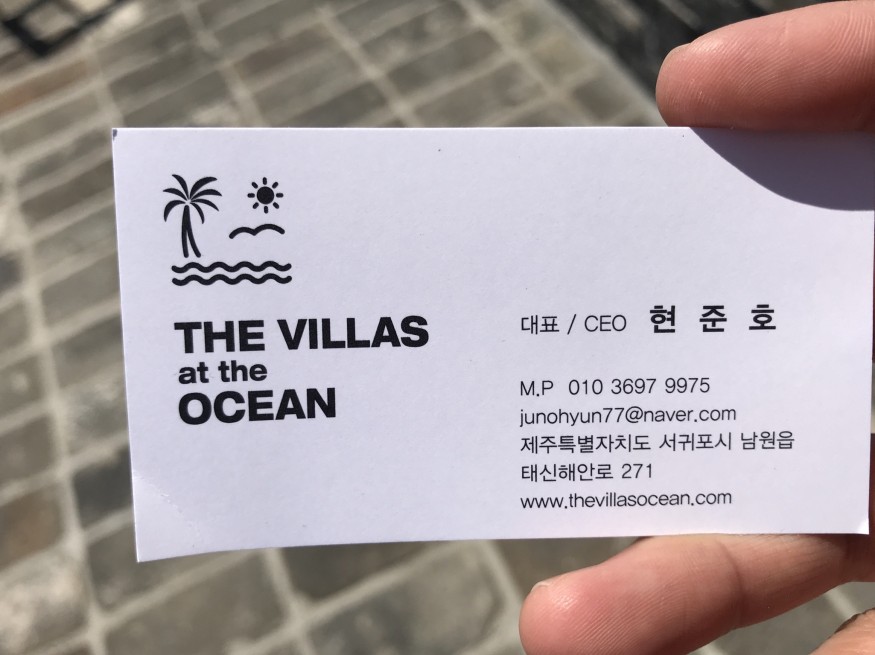 THE VILLAS
at the
OCEAN
대표 / CEO 현 준 호
M.P 010 3697 9975
junohyun77@naver.com
제주특별자치도 서귀포시 남원읍
태신해안로 271
www.thevillasocean.com